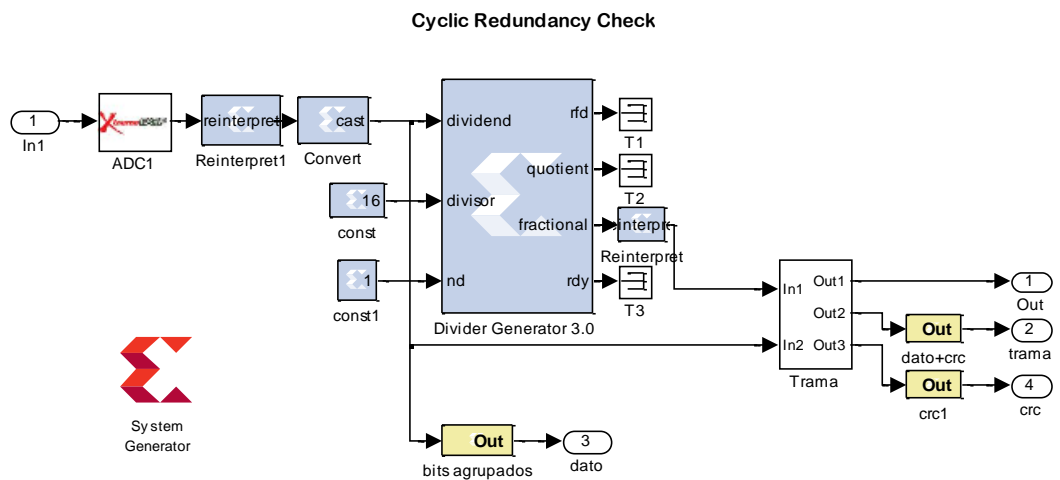 Cyclic Redundancy Check
1
In1
ADC1
reinterpret
Reinterpret1
cast
Convert
16
const
1
const1
dividend
divisor
nd
rfd
quotient
fractional
rdy
Divider Generator 3.0
T1
T2
interpre
Reinterpret
T3
In1
In2
Out1
Out2
Out3
Trama
1
Out
Out
dato+crc
2
trama
Out
crc1
4
crc
System
Generator
Out
bits agrupados
3
dato